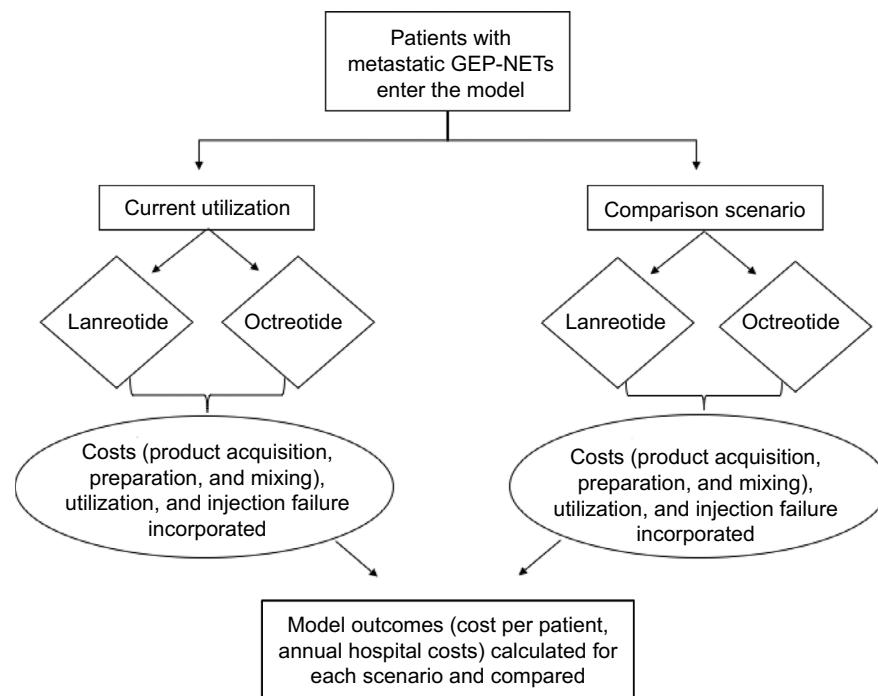 Patients with
metastatic GEP-NETs
enter the model
Current utilization
Comparison scenario
Lanreotide
Octreotide
Lanreotide
Octreotide
Costs (product acquisition,
preparation, and mixing),
utilization, and injection failure
incorporated
Costs (product acquisition,
preparation, and mixing),
utilization, and injection failure
incorporated
Model outcomes (cost per patient,
annual hospital costs) calculated for
each scenario and compared